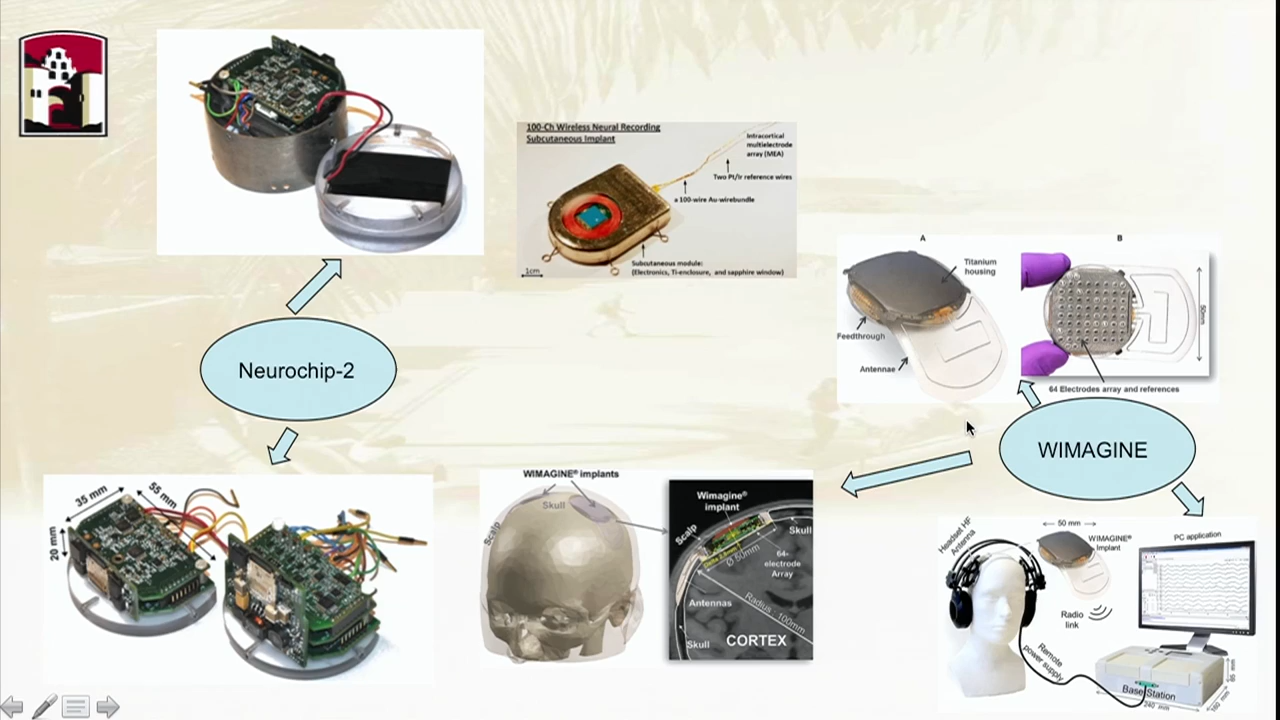 100-Ch Wireless Neural Recording
Subcutaneous Implant
Intracortical
multielectrode
array (MEA)
Two Pt/Ir reference wires
a 100-wire Au-wirebundle
Subcutaneous module:
(Electronics, Ti-enclosure, and sapphire window)
1cm
A
B
Titanium
housing
Feedthrough
Antennae
50mm
64 Electrodes array and references
Neurochip-2
WIMAGINE
35 mm
55 mm
20 mm
WIMAGINE® implants
Skull
Scalp
Wimagine®
implant
Scalp
Skull
Ø 50mm
64-
electrode
Array
Antennas
Radius : 100mm
Skull
CORTEX
Headset HF
Antenna
50 mm
WIMAGINE®
Implant
PC application
Radio
link
Remote
power supply
Base Station
240 mm